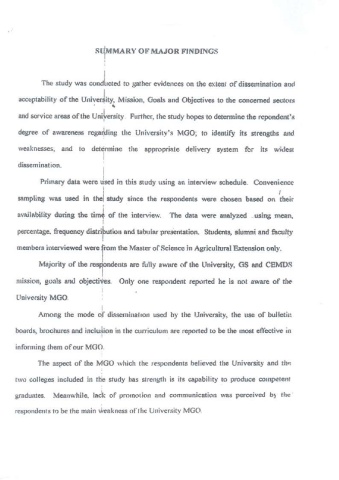 SUMMARY OF MAJOR FINDINGS
The study was conducted to gather evidences on the extent of dissemination and
acceptability of the University, Mission, Goals and Objectives to the concerned sectors
and service areas of the University. Further, the study hopes to determine the repondent's
degree of awareness regarding the University's MGO; to identify its strengths and
weaknesses, and to determine the appropriate delivery system for its widest
dissemination.
Primary data were used in this study using an interview schedule. Convenience
sampling was used in the study since the respondents were chosen based on their
availability during the time of the interview. The data were analyzed using mean,
percentage, frequency distribution and tabular presentation. Students, alumni and faculty
members interviewed were from the Master of Science in Agricultural Extension only.
Majority of the respondents are fully aware of the University, GS and CEMDS
mission, goals and objectives. Only one respondent reported he is not aware of the
University MGO.
Among the mode of dissemination used by the University, the use of bulletin
boards, brochures and inclusion in the curriculum are reported to be the most effective in
informing them of our MGO.
The aspect of the MGO which the respondents believed the University and the
two colleges included in the study has strength is its capability to produce competent
graduates. Meanwhile, lack of promotion and communication was perceived by the
respondents to be the main weakness of the University MGO.